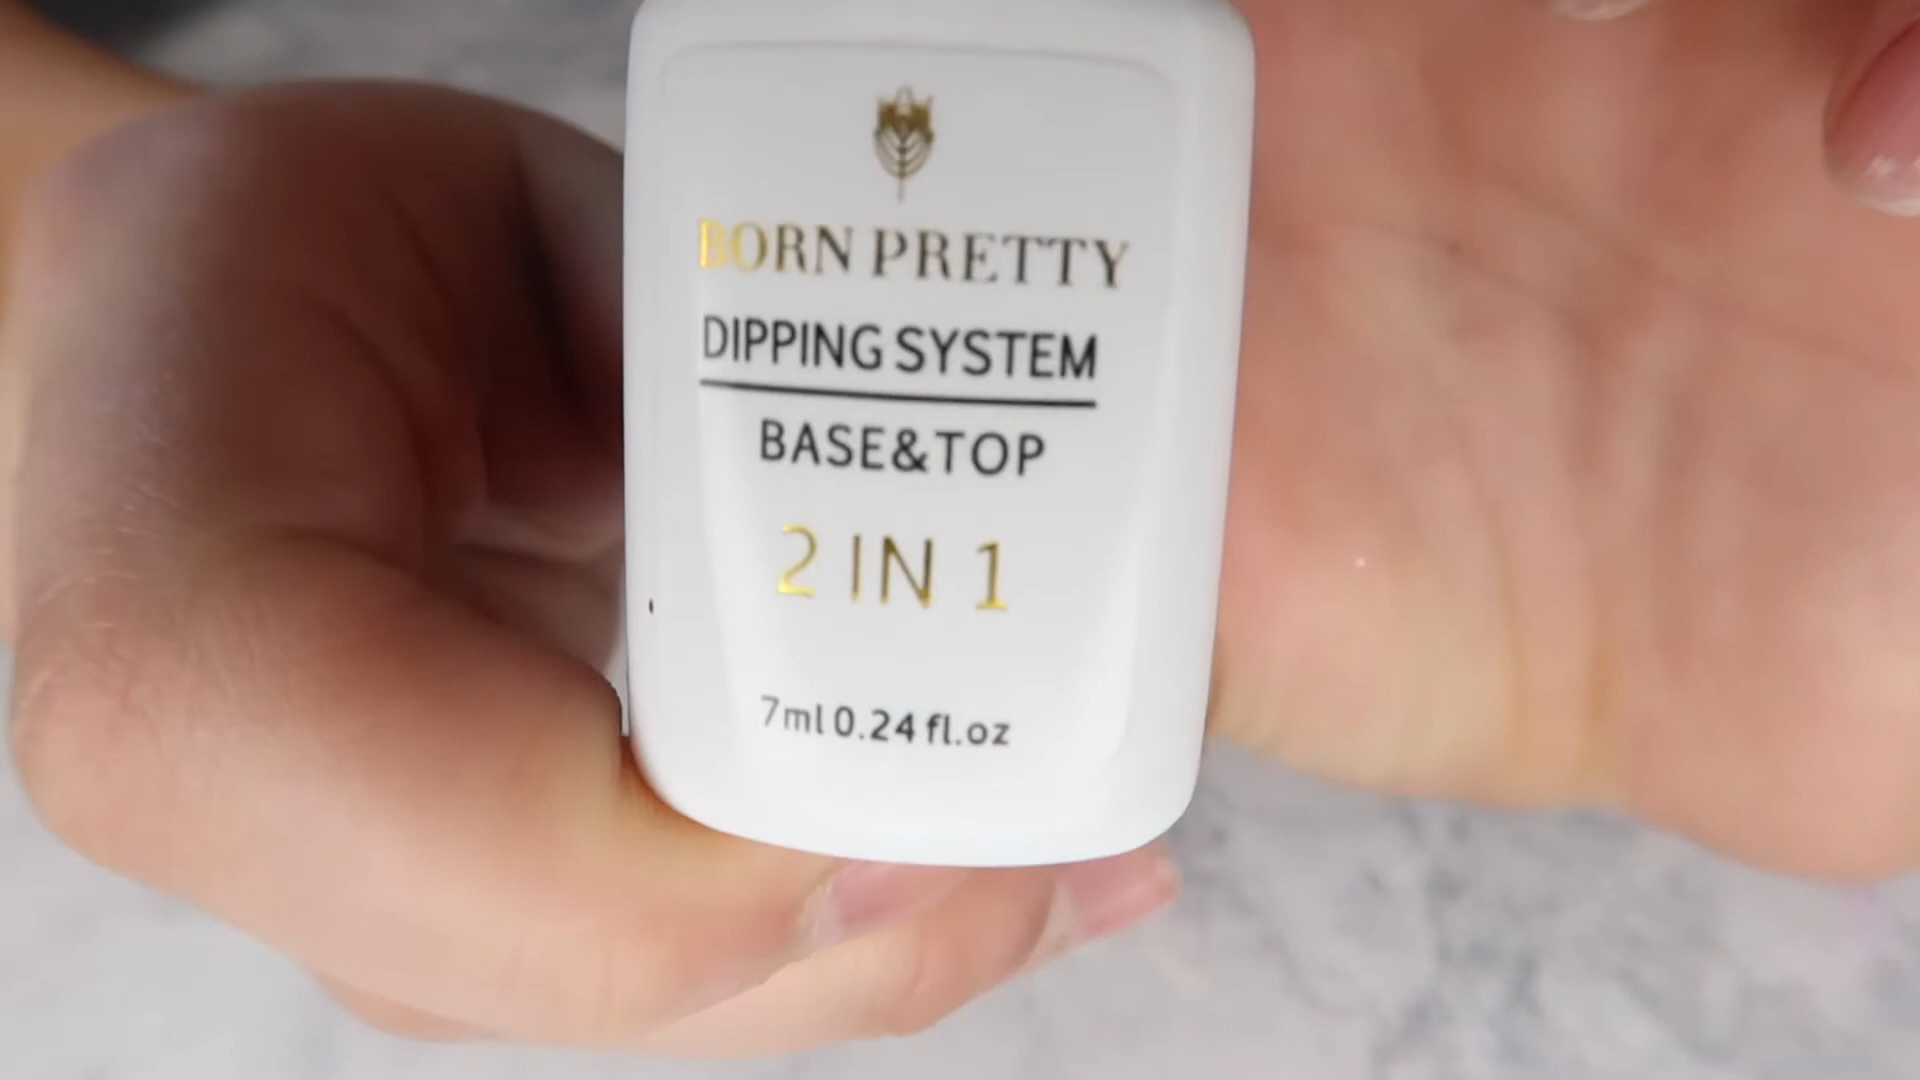 BORN PRETTY
DIPPING SYSTEM
BASE&TOP
2 IN 1
7ml 0.24 fl.oz